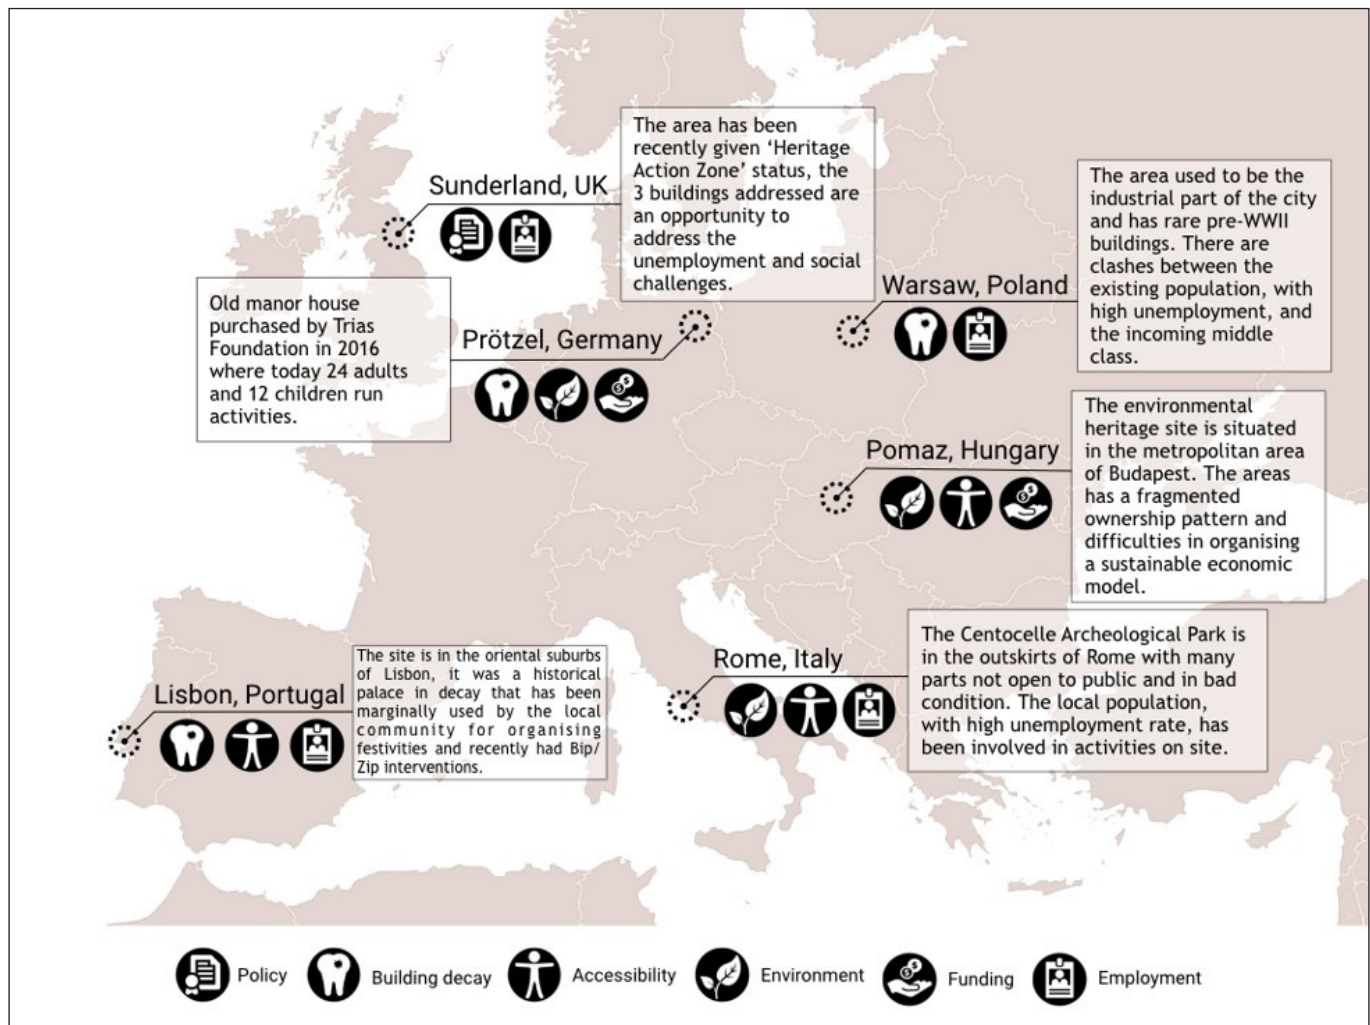 Sunderland, UK
The area has been
recently given ‘Heritage
Action Zone’ status, the
3 buildings addressed are
an opportunity to
address the
unemployment and social
challenges.
Warsaw, Poland
The area used to be the
industrial part of the city
and has rare pre-WWII
buildings. There are
clashes between the
existing population, with
high unemployment, and
the incoming middle
class.
Old manor house
purchased by Trias
Foundation in 2016
where today 24 adults
and 12 children run
activities.
Prötzel, Germany
Pomaz, Hungary
The environmental
heritage site is situated
in the metropolitan area
of Budapest. The areas
has a fragmented
ownership pattern and
difficulties in organising
a sustainable economic
model.
Lisbon, Portugal
The site is in the oriental suburbs
of Lisbon, it was a historical
palace in decay that has been
marginally used by the local
community for organising
festivities and recently had Bip/
Zip interventions.
Rome, Italy
The Centocelle Archeological Park is
in the outskirts of Rome with many
parts not open to public and in bad
condition. The local population,
with high unemployment rate, has
been involved in activities on site.
Policy
Building decay
Accessibility
Environment
Funding
Employment